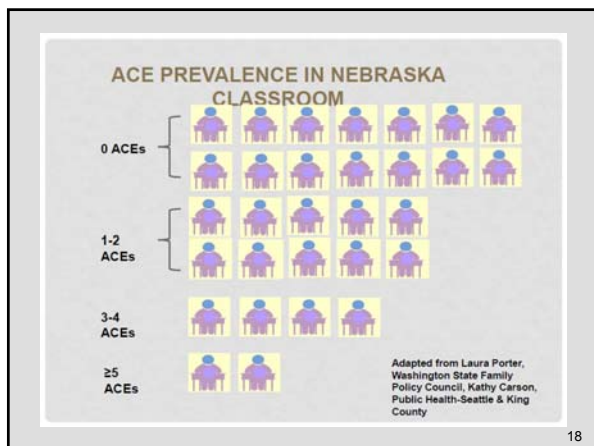 ACE PREVALENCE IN NEBRASKA
CLASSROOM
0 ACEs
1-2
ACEs
3-4
ACEs
≥5
ACEs
Adapted from Laura Porter,
Washington State Family
Policy Council, Kathy Carson,
Public Health-Seattle & King
County
18